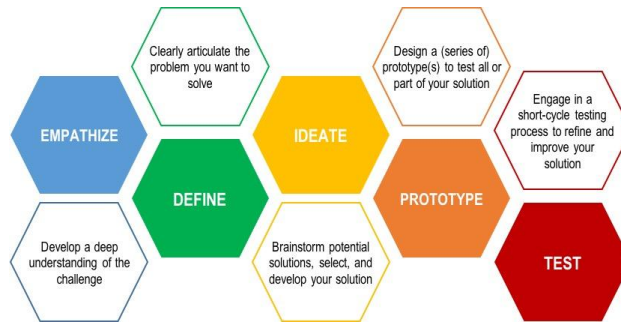 EMPATHIZE
Develop a deep
understanding of the
challenge
Clearly articulate the
problem you want to
solve
DEFINE
IDEATE
Brainstorm potential
solutions, select, and
develop your solution
Design a (series of)
prototype(s) to test all or
part of your solution
PROTOTYPE
Engage in a
short-cycle testing
process to refine and
improve your
solution
TEST